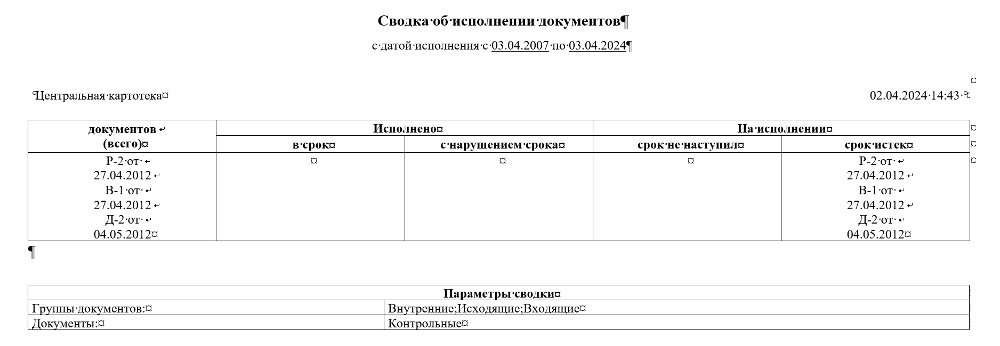 Сводка об исполнении документов
с датой исполнения с 03.04.2007 по 03.04.2024
Центральная картотека 02.04.2024 14:43
документов
(всего)
Исполнено
На исполнении
в срок
с нарушением срока
срок не наступил
срок истек
Р-2 от
27.04.2012
В-1 от
27.04.2012
Д-2 от
04.05.2012
Р-2 от
27.04.2012
В-1 от
27.04.2012
Д-2 от
04.05.2012
Параметры сводки
Группы документов: Внутренние;Исходящие;Входящие
Документы: Контрольные